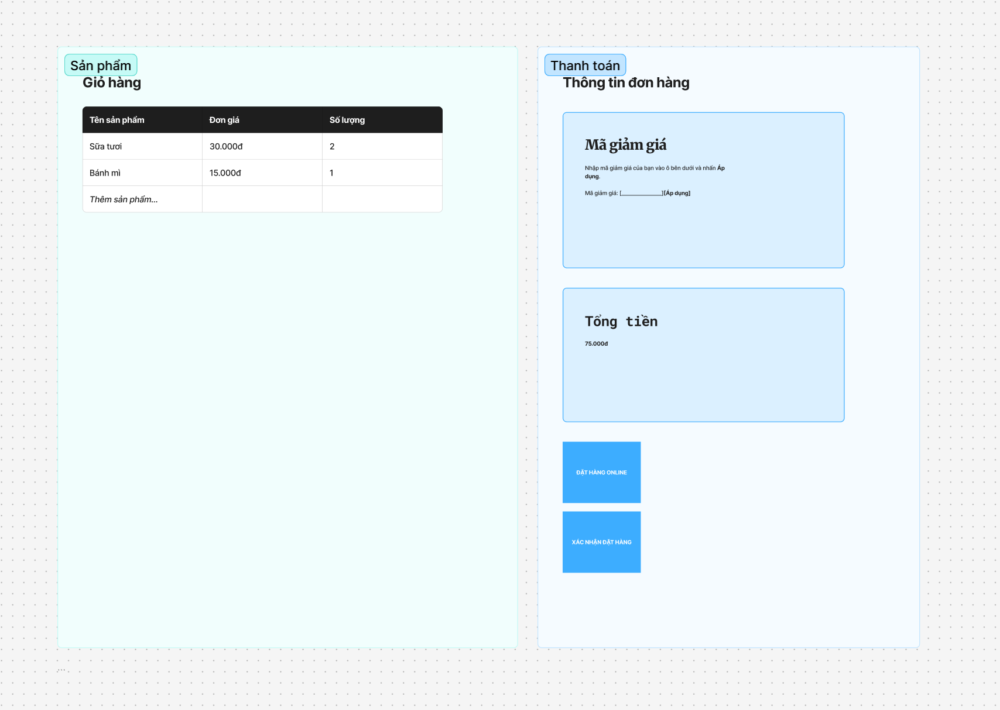 Sản phẩm
Giỏ hàng
Tên sản phẩm Đơn giá Số lượng
Sữa tươi 30.000đ 2
Bánh mì 15.000đ 1
Thêm sản phẩm...
Thanh toán
Thông tin đơn hàng
Mã giảm giá
Nhập mã giảm giá của bạn vào ô bên dưới và nhấn Áp
dụng.
Mã giảm giá: [______________][Áp dụng]
Tổng tiền
75.000đ
ĐẶT HÀNG ONLINE
XÁC NHẬN ĐẶT HÀNG
```